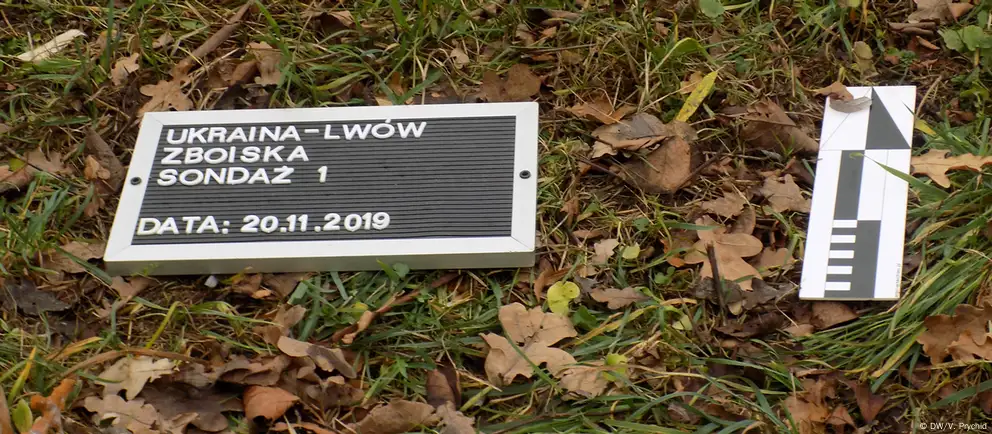 UKRAINA-LWÓW
ZBOISKA
SONDAŻ 1
DATA: 20.11.2019
© DW/V. Prychid